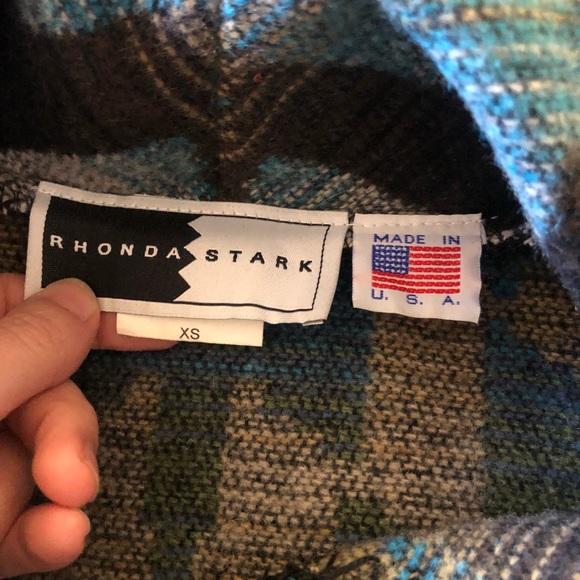 RHONDA STARK
XS
MADE IN
U. S. A.